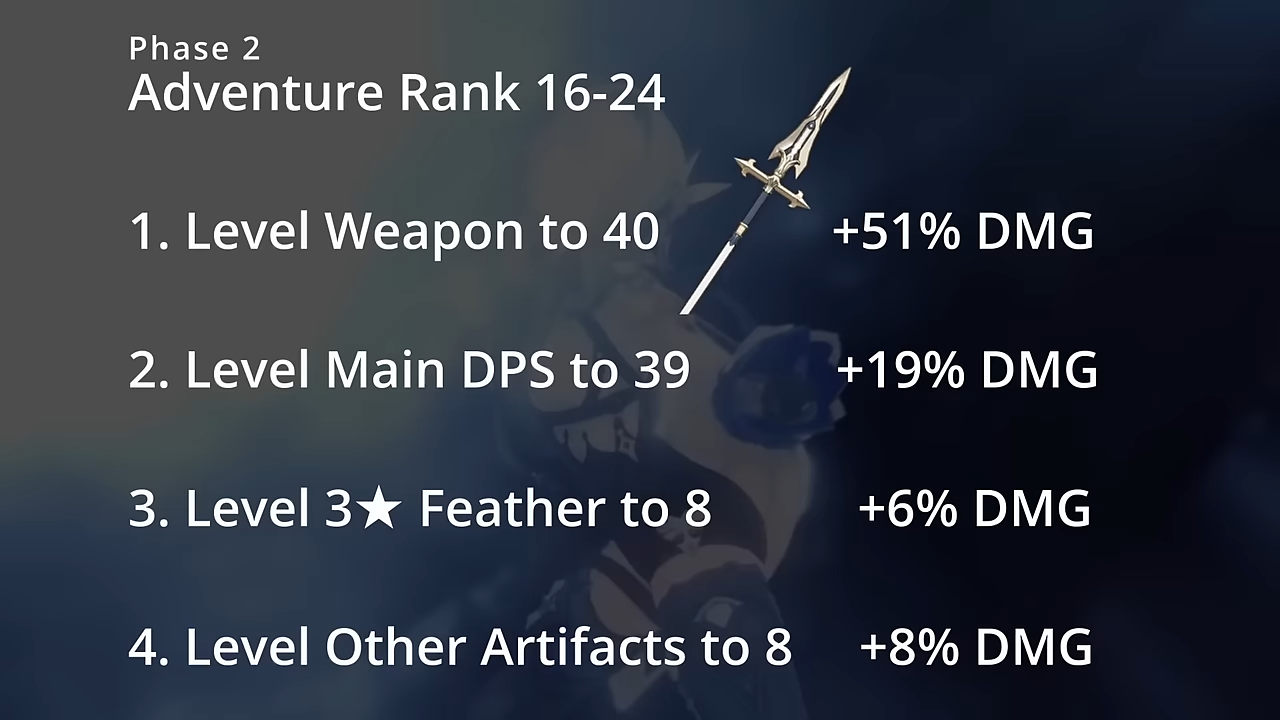 Phase 2
Adventure Rank 16-24
1. Level Weapon to 40 +51% DMG
2. Level Main DPS to 39 +19% DMG
3. Level 3★ Feather to 8 +6% DMG
4. Level Other Artifacts to 8 +8% DMG